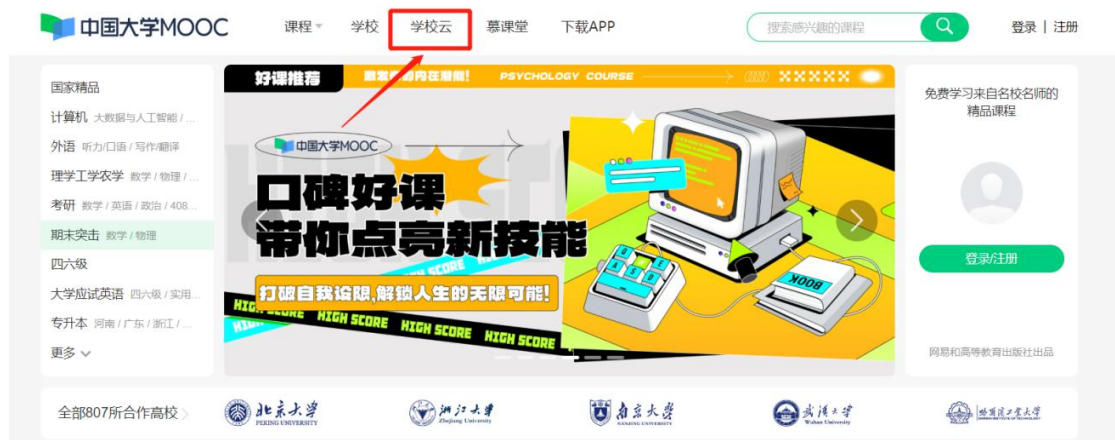 中国大学MOOC
课程
学校
学校云
慕课堂
下载APP
搜索感兴趣的课程
登录 | 注册
国家精品
计算机 大数据与人工智能 / ...
外语 听力/口语 / 写作/翻译
理学工学农学 数学 / 物理 / ...
考研 数学 / 英语 / 政治 / 408...
期末突击 数学 / 物理
四六级
大学应试英语 四六级 / 实用...
专升本 河南 / 广东 / 浙江 / ...
更多
好课推荐
PSYCHOLOGY COURSE
中国大学MOOC
口碑好课
带你点亮新技能
打破自我设限,解锁人生的无限可能!
HIGH SCORE HIGH SCORE HIGH SCORE HIGH SCORE
免费学习来自名校名师的
精品课程
登录/注册
网易和高等教育出版社出品
全部807所合作高校
北京大学
PEKING UNIVERSITY
浙江大学
Zhejiang University
南京大学
NANJING UNIVERSITY
武汉大学
Wuhan University
哈尔滨工业大学